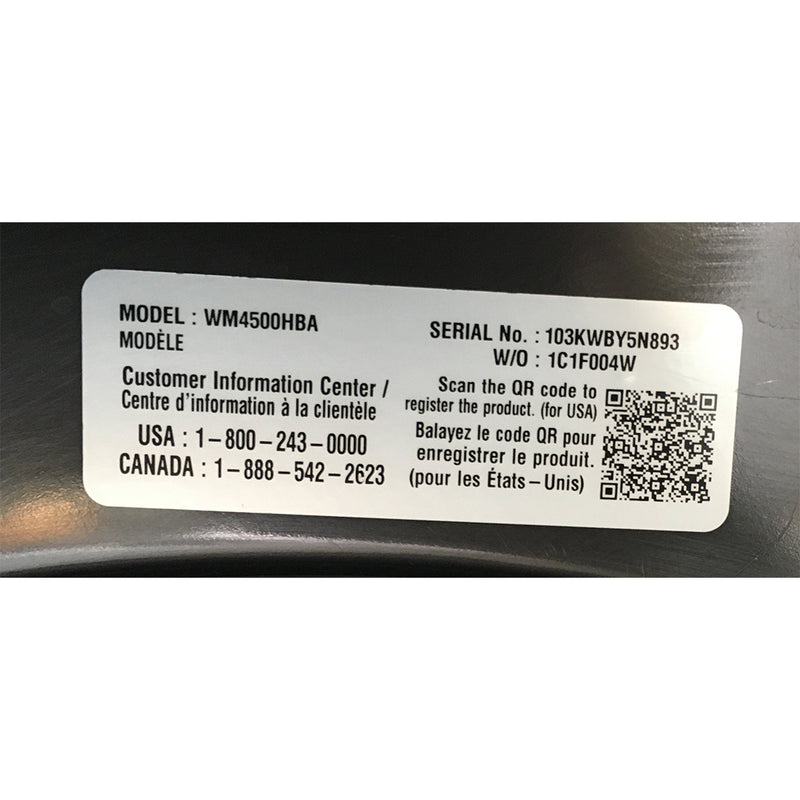 MODEL : WM4500HBA
MODÈLE
Customer Information Center /
Centre d'information à la clientèle
USA : 1-800-243-0000
CANADA : 1-888-542-2623
SERIAL No. : 103KWBY5N893
W/O : 1C1F004W
Scan the QR code to
register the product. (for USA)
Balayez le code QR pour
enregistrer le produit.
(pour les États-Unis)